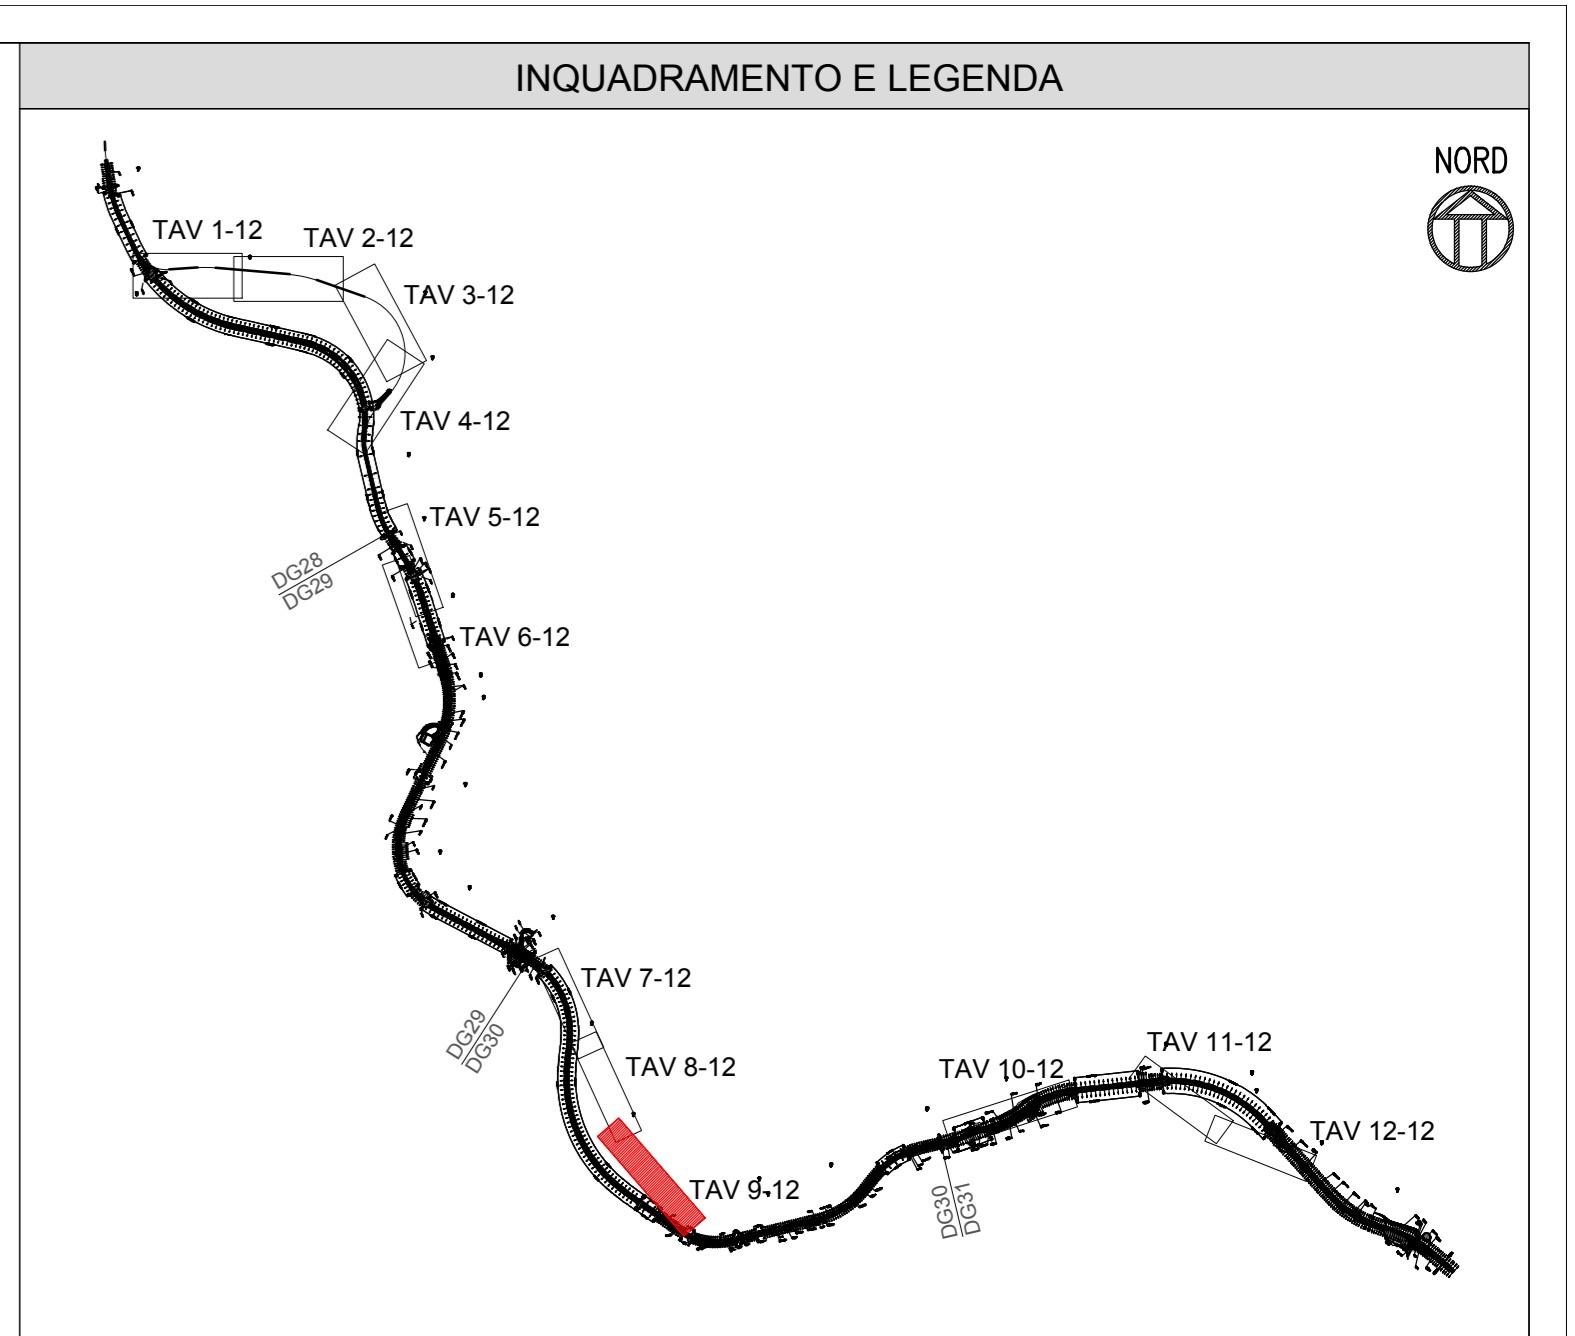 INQUADRAMENTO E LEGENDA
NORD
TAV 1-12
TAV 2-12
TAV 3-12
TAV 4-12
TAV 5-12
DG28
DG29
TAV 6-12
TAV 7-12
DG29
DG30
TAV 8-12
TAV 9-12
TAV 10-12
TAV 11-12
TAV 12-12
DG30
DG31